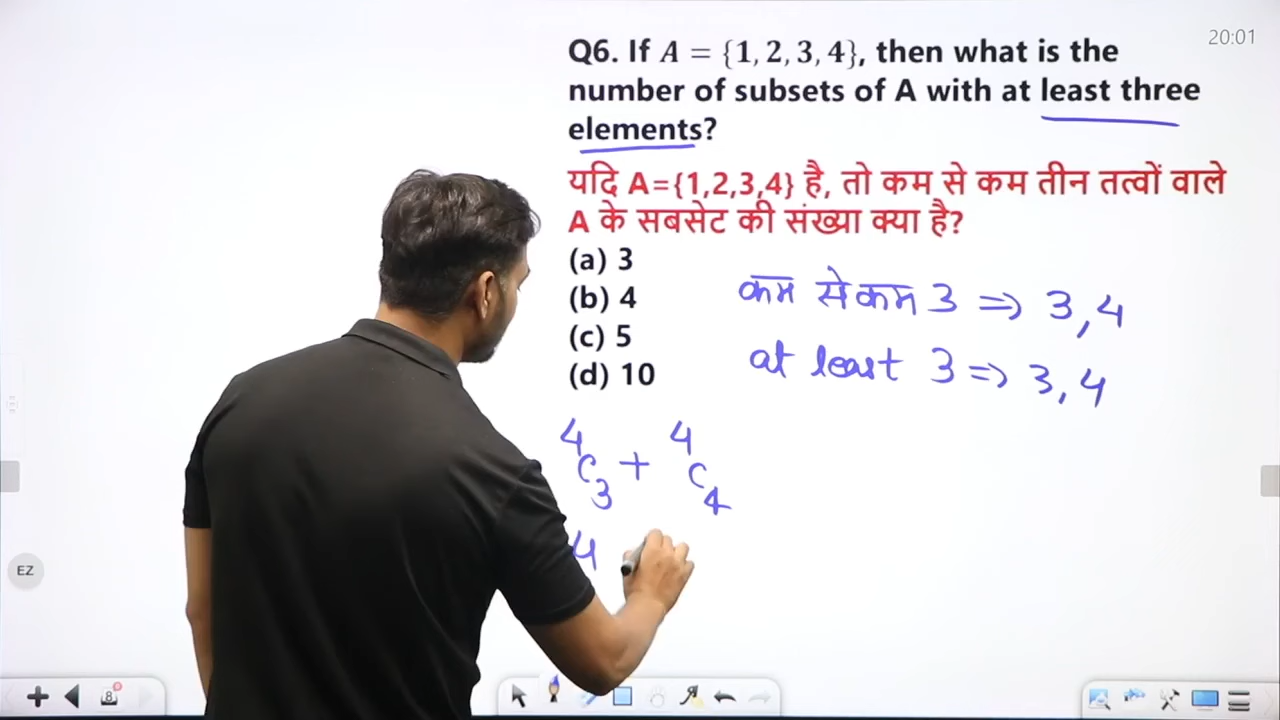 20:01
Q6. If A = {1, 2, 3, 4}, then what is the
number of subsets of A with at least three
elements?
यदि A={1,2,3,4} है, तो कम से कम तीन तत्वों वाले
A के सबसेट की संख्या क्या है?
(a) 3
(b) 4
(c) 5
(d) 10
कम से कम 3 => 3, 4
at least 3 => 3, 4
⁴C₃ + ⁴C₄
4
EZ
8